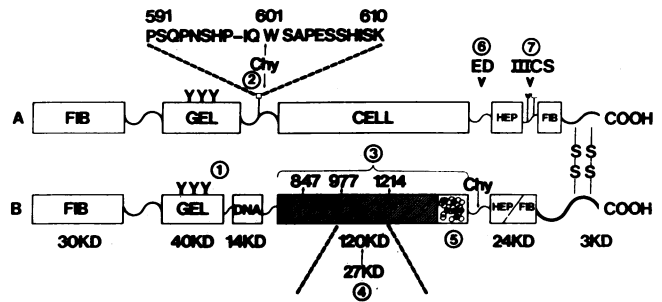 591 601 610
PSQPNSHP-IQWSAPESSHISK
Chy
② ⑥ ⑦
ED IIICS
YYY
A FIB GEL CELL HEP FIB COOH
S S
① ③
S S
847 977 1214 Chy
YYY
B FIB GEL DNA HEP/FIB COOH
30KD 40KD 14KD 120KD ⑤ 24KD 3KD
27KD
④